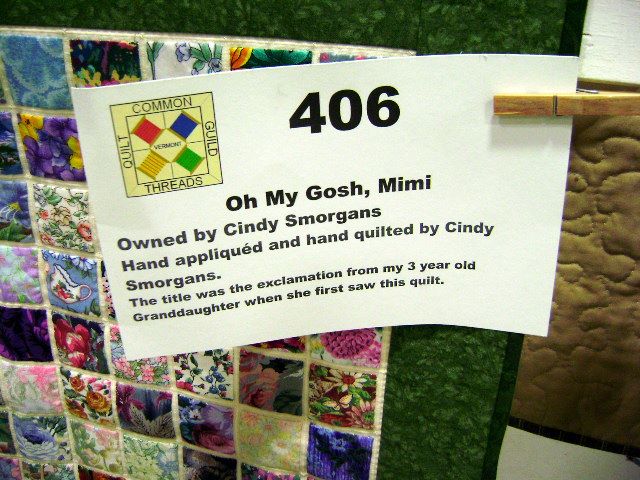 406
COMMON
QUILT
GUILD
VERMONT
THREADS
Oh My Gosh, Mimi
Owned by Cindy Smorgans
Hand appliquéd and hand quilted by Cindy
Smorgans.
The title was the exclamation from my 3 year old
Granddaughter when she first saw this quilt.